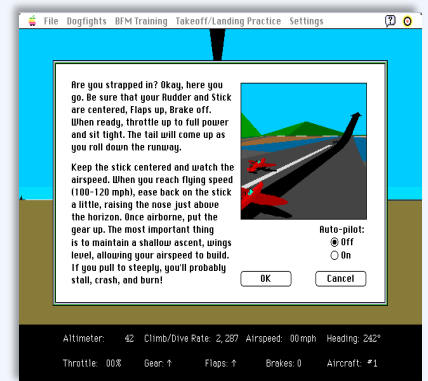 File Dogfights BFM Training Takeoff/Landing Practice Settings
Are you strapped in? Okay, here you
go. Be sure that your Rudder and Stick
are centered, Flaps up, Brake off.
When ready, throttle up to full power
and sit tight. The tail will come up as
you roll down the runway.
Keep the stick centered and watch the
airspeed. When you reach flying speed
(100-120 mph), ease back on the stick
a little, raising the nose just above
the horizon. Once airborne, put the
gear up. The most important thing
is to maintain a shallow ascent, wings
level, allowing your airspeed to build.
If you pull to steeply, you'll probably
stall, crash, and burn!
Auto-pilot:
Off
On
OK Cancel
Altimeter: 42 Climb/Dive Rate: 2,287 Airspeed: 00mph Heading: 242°
Throttle: 00% Gear: ↑ Flaps: ↑ Brakes: 0 Aircraft: #1